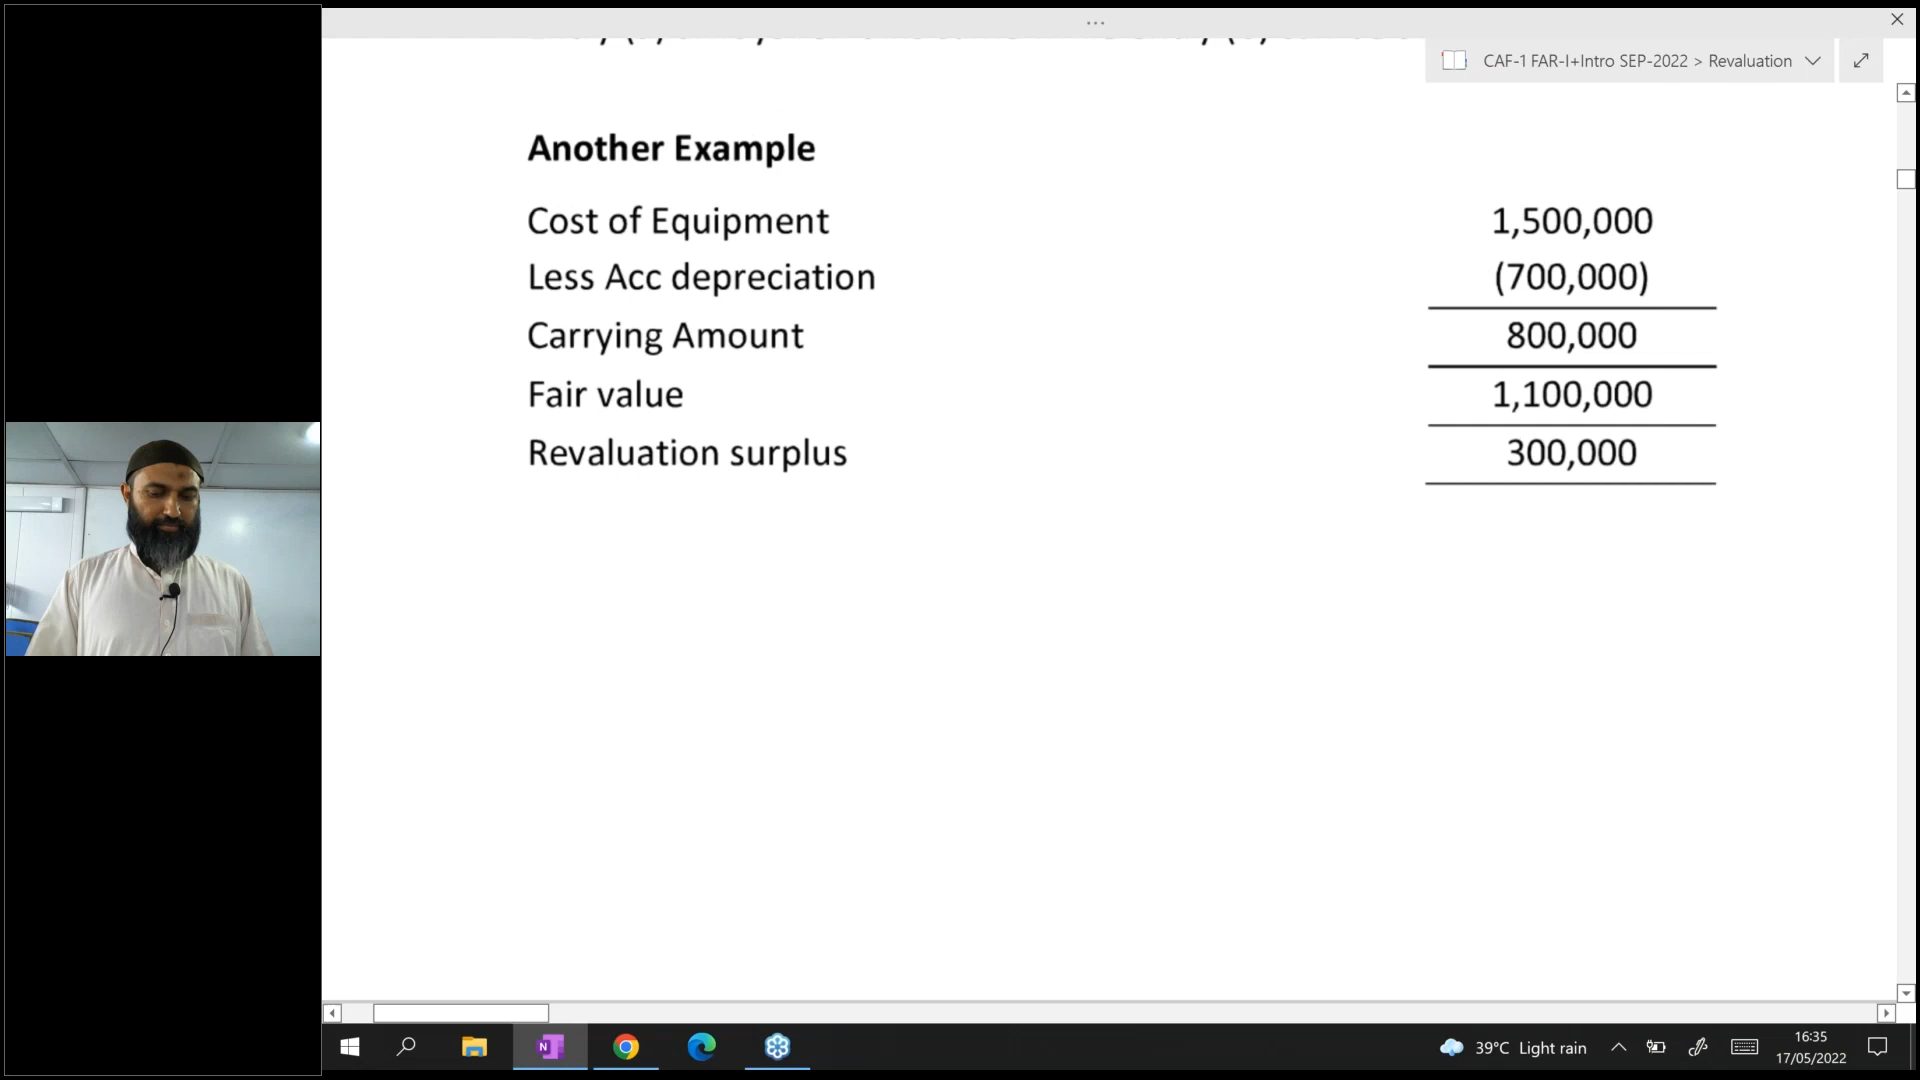 CAF-1 FAR-I+Intro SEP-2022 > Revaluation
Another Example
Cost of Equipment 1,500,000
Less Acc depreciation (700,000)
Carrying Amount 800,000
Fair value 1,100,000
Revaluation surplus 300,000
39°C Light rain
16:35
17/05/2022